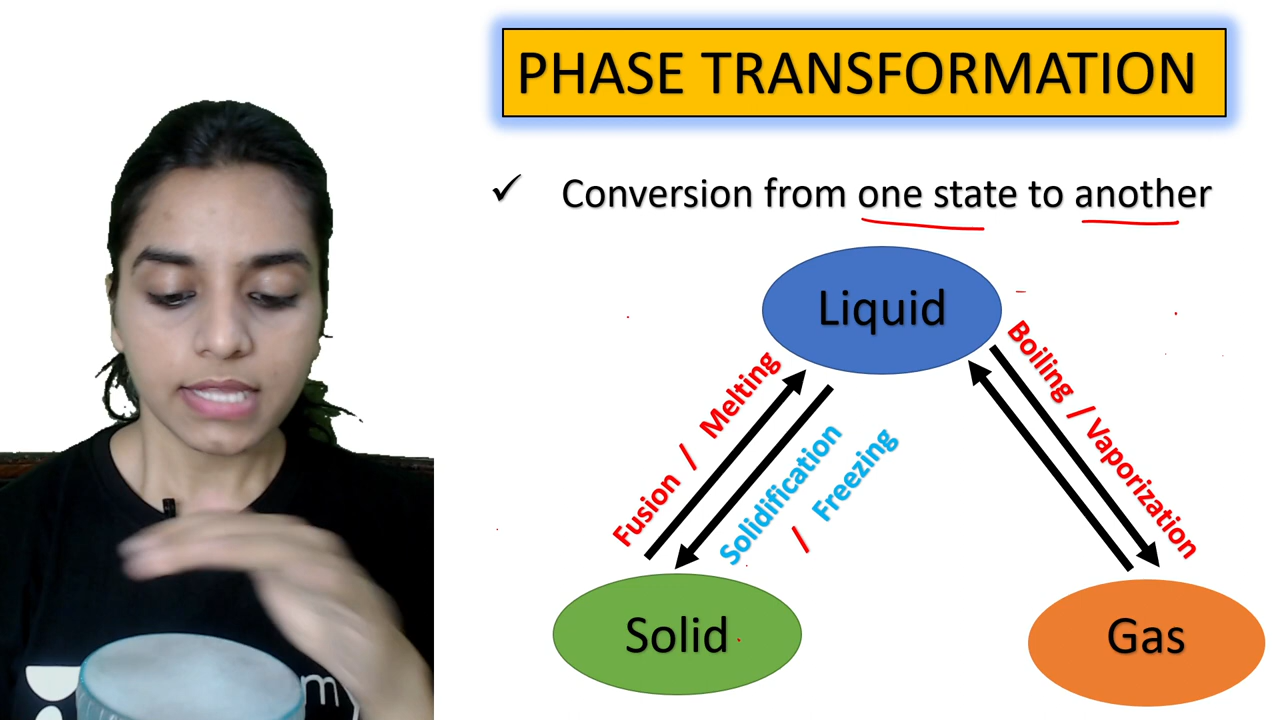 PHASE TRANSFORMATION
✓ Conversion from one state to another
Liquid
Fusion / Melting
Solidification
/ Freezing
Boiling / Vaporization
Solid
Gas